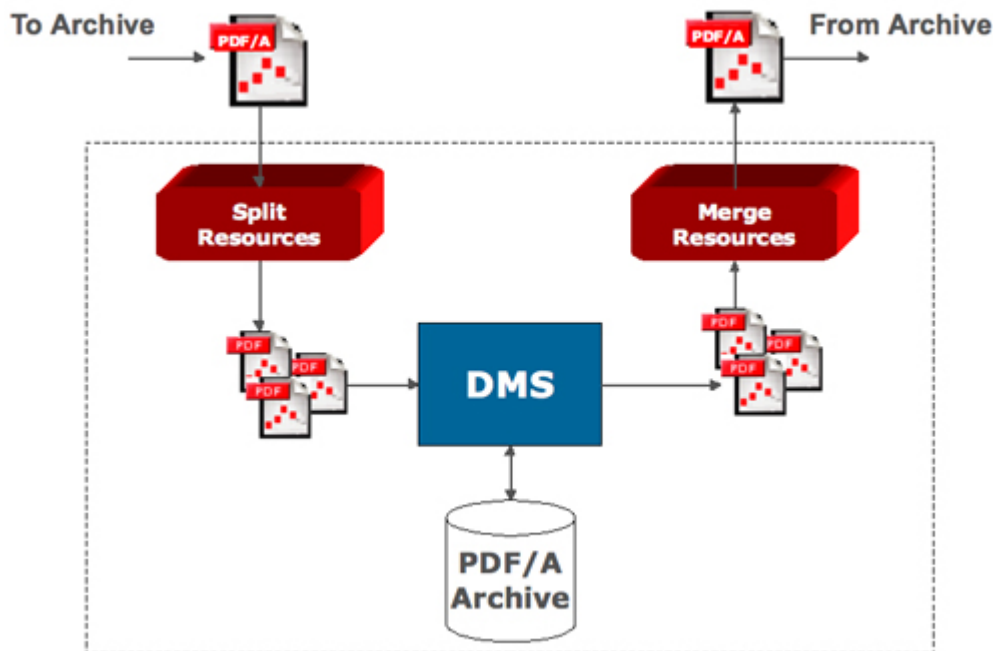 To Archive
PDF/A
PDF/A
From Archive
Split
Resources
Merge
Resources
PDF
PDF
PDF
PDF
PDF
PDF
DMS
PDF/A
Archive